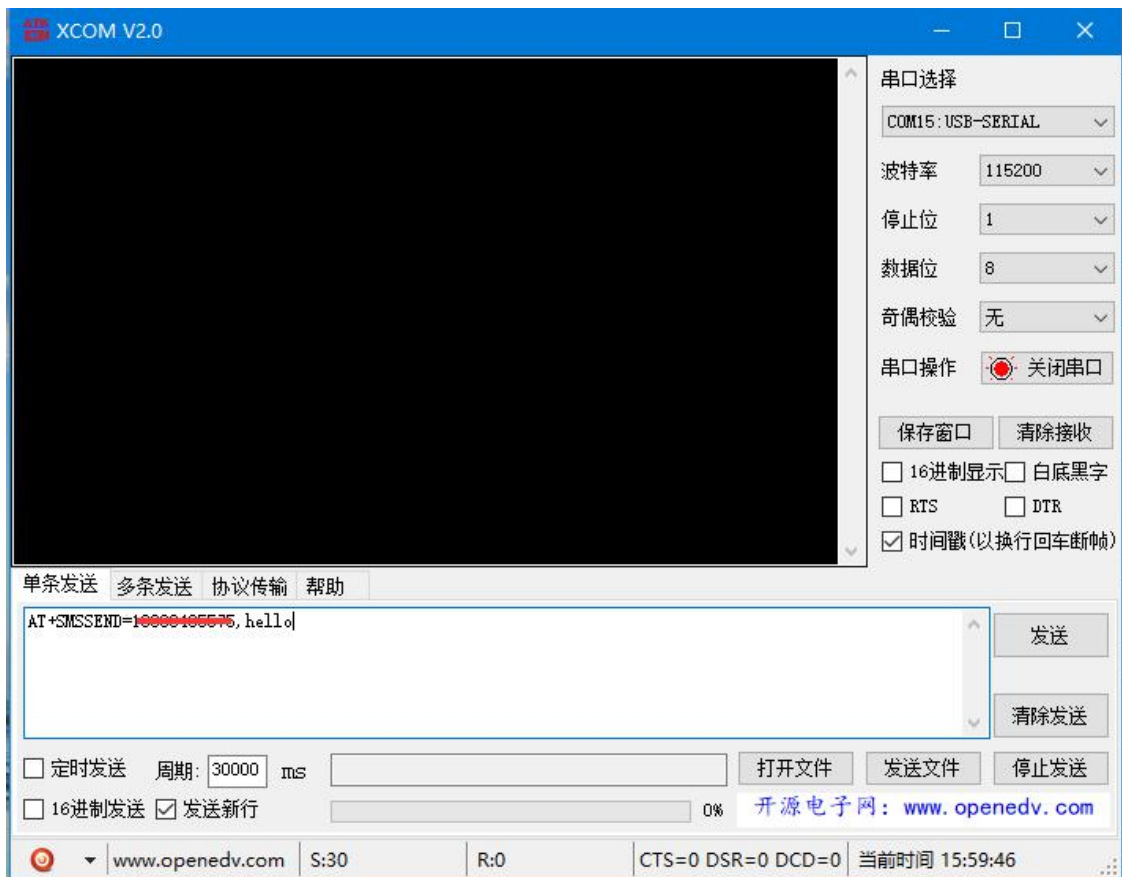 XCOM V2.0
串口选择
COM15:USB-SERIAL
波特率 115200
停止位 1
数据位 8
奇偶校验 无
串口操作 关闭串口
保存窗口 清除接收
16进制显示 白底黑字
RTS DTR
时间戳(以换行回车断帧)
单条发送 多条发送 协议传输 帮助
AT+SMSSEND= ,hello
发送
清除发送
定时发送 周期: 30000 ms 打开文件 发送文件 停止发送
16进制发送 发送新行 0% 开源电子网: www.openedv.com
www.openedv.com S:30 R:0 CTS=0 DSR=0 DCD=0 当前时间 15:59:46